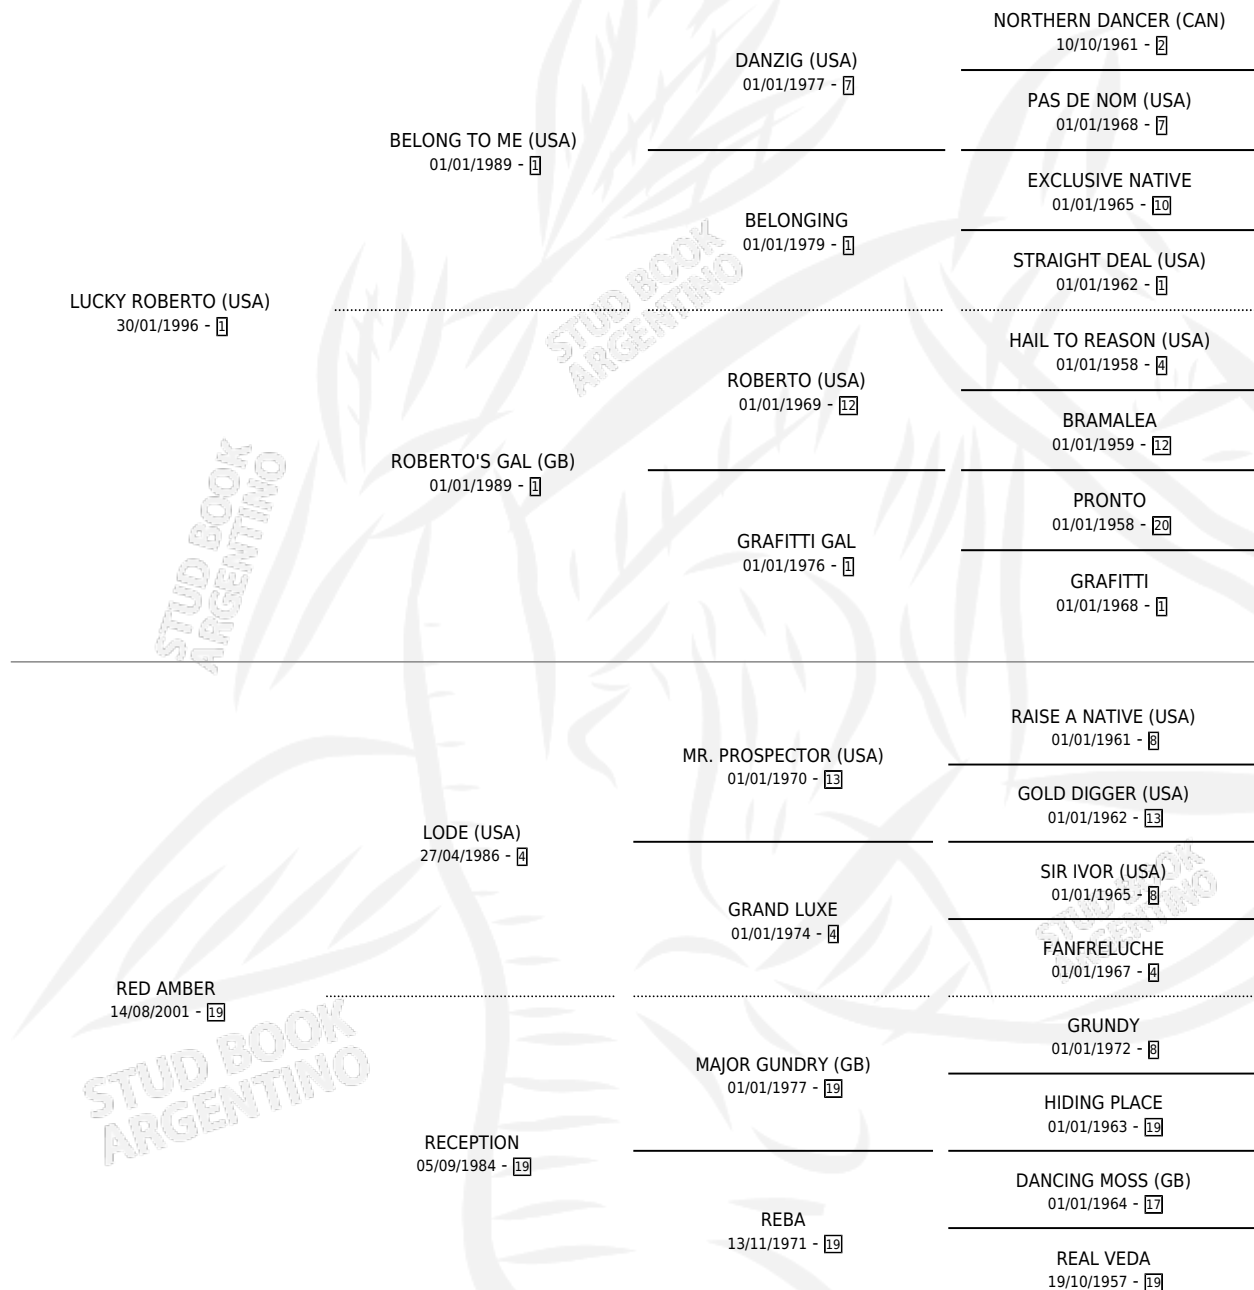 NORTHERN DANCER (CAN)
10/10/1961 - 2
DANZIG (USA)
01/01/1977 - 7
PAS DE NOM (USA)
01/01/1968 - 7
BELONG TO ME (USA)
01/01/1989 - 1
EXCLUSIVE NATIVE
01/01/1965 - 10
BELONGING
01/01/1979 - 1
STRAIGHT DEAL (USA)
01/01/1962 - 1
LUCKY ROBERTO (USA)
30/01/1996 - 1
STUD BOOK
ARGENTINO
HAIL TO REASON (USA)
01/01/1958 - 4
ROBERTO (USA)
01/01/1969 - 12
BRAMALEA
01/01/1959 - 12
ROBERTO'S GAL (GB)
01/01/1989 - 1
PRONTO
01/01/1958 - 20
GRAFITTI GAL
01/01/1976 - 1
GRAFITTI
01/01/1968 - 1
STUD BOOK
ARGENTINO
RAISE A NATIVE (USA)
01/01/1961 - 8
MR. PROSPECTOR (USA)
01/01/1970 - 13
GOLD DIGGER (USA)
01/01/1962 - 13
LODE (USA)
27/04/1986 - 4
SIR IVOR (USA)
01/01/1965 - 8
GRAND LUXE
01/01/1974 - 4
STUD BOOK
ARGENTINO
FANFRELUCHE
01/01/1967 - 4
RED AMBER
14/08/2001 - 19
GRUNDY
01/01/1972 - 8
MAJOR GUNDRY (GB)
01/01/1977 - 19
HIDING PLACE
01/01/1963 - 19
STUD BOOK
ARGENTINO
RECEPTION
05/09/1984 - 19
DANCING MOSS (GB)
01/01/1964 - 17
REBA
13/11/1971 - 19
REAL VEDA
19/10/1957 - 19